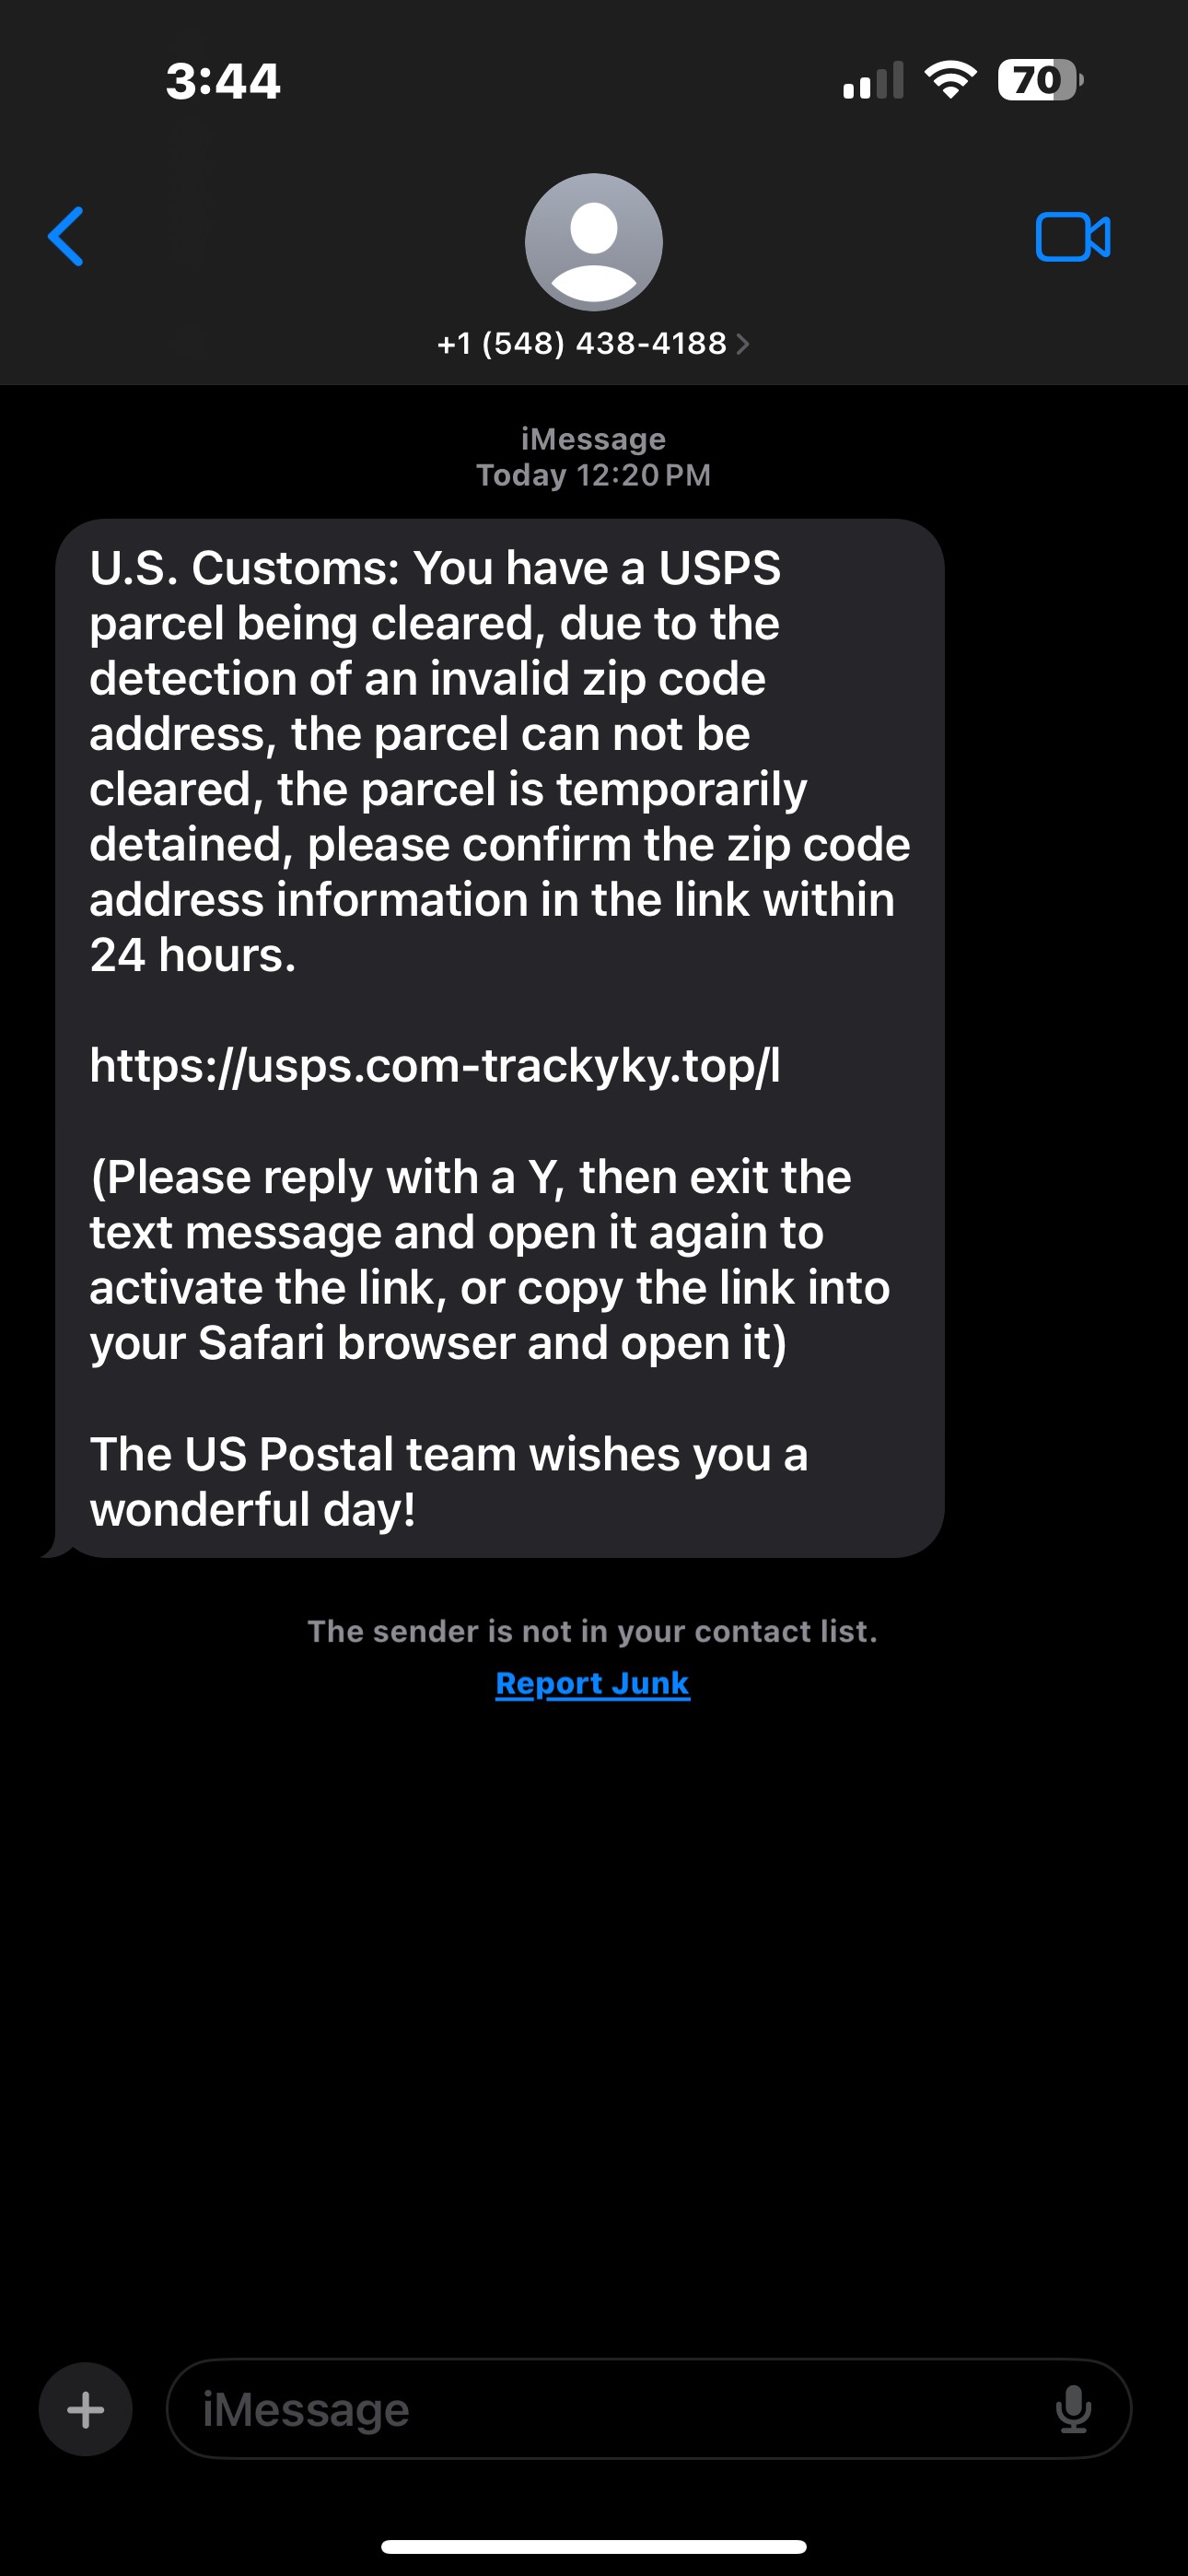 3:44
70
+1 (548) 438-4188
iMessage
Today 12:20 PM
U.S. Customs: You have a USPS
parcel being cleared, due to the
detection of an invalid zip code
address, the parcel can not be
cleared, the parcel is temporarily
detained, please confirm the zip code
address information in the link within
24 hours.
https://usps.com-trackyky.top/l
(Please reply with a Y, then exit the
text message and open it again to
activate the link, or copy the link into
your Safari browser and open it)
The US Postal team wishes you a
wonderful day!
The sender is not in your contact list.
Report Junk
iMessage